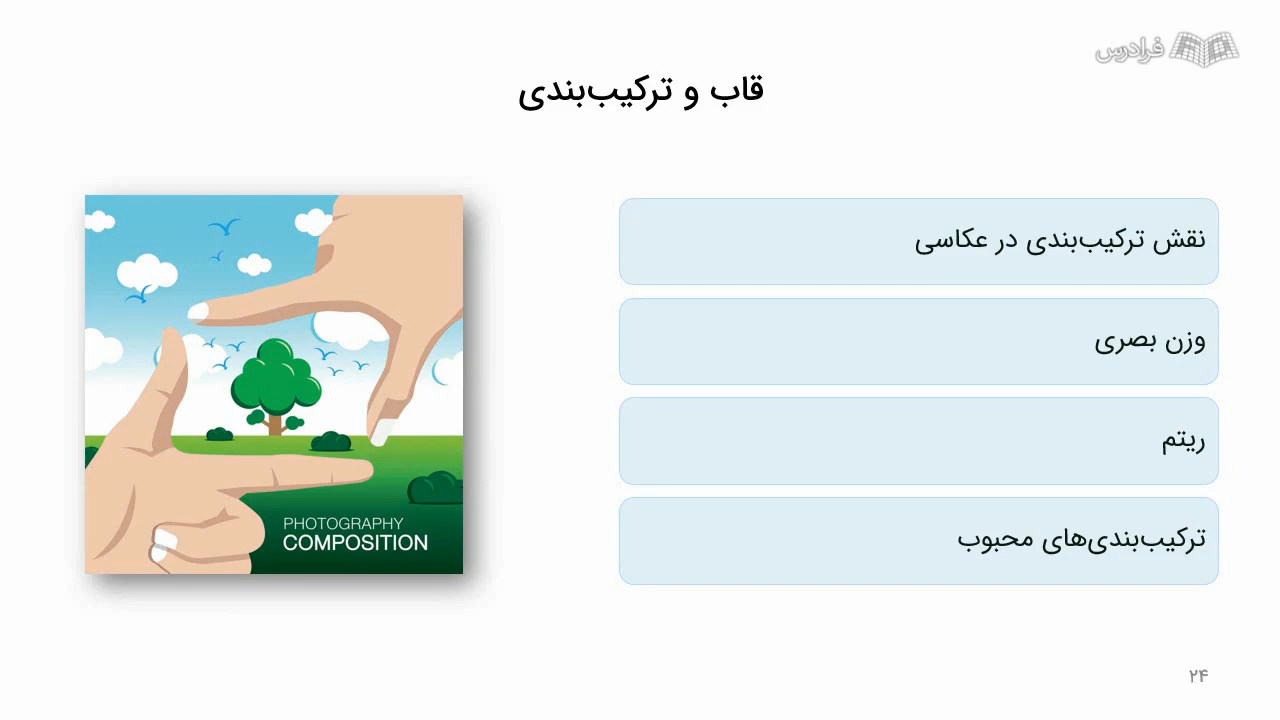 فرادرس
قاب و ترکیب‌بندی
نقش ترکیب‌بندی در عکاسی
وزن بصری
ریتم
ترکیب‌بندی‌های محبوب
PHOTOGRAPHY
COMPOSITION
۲۴